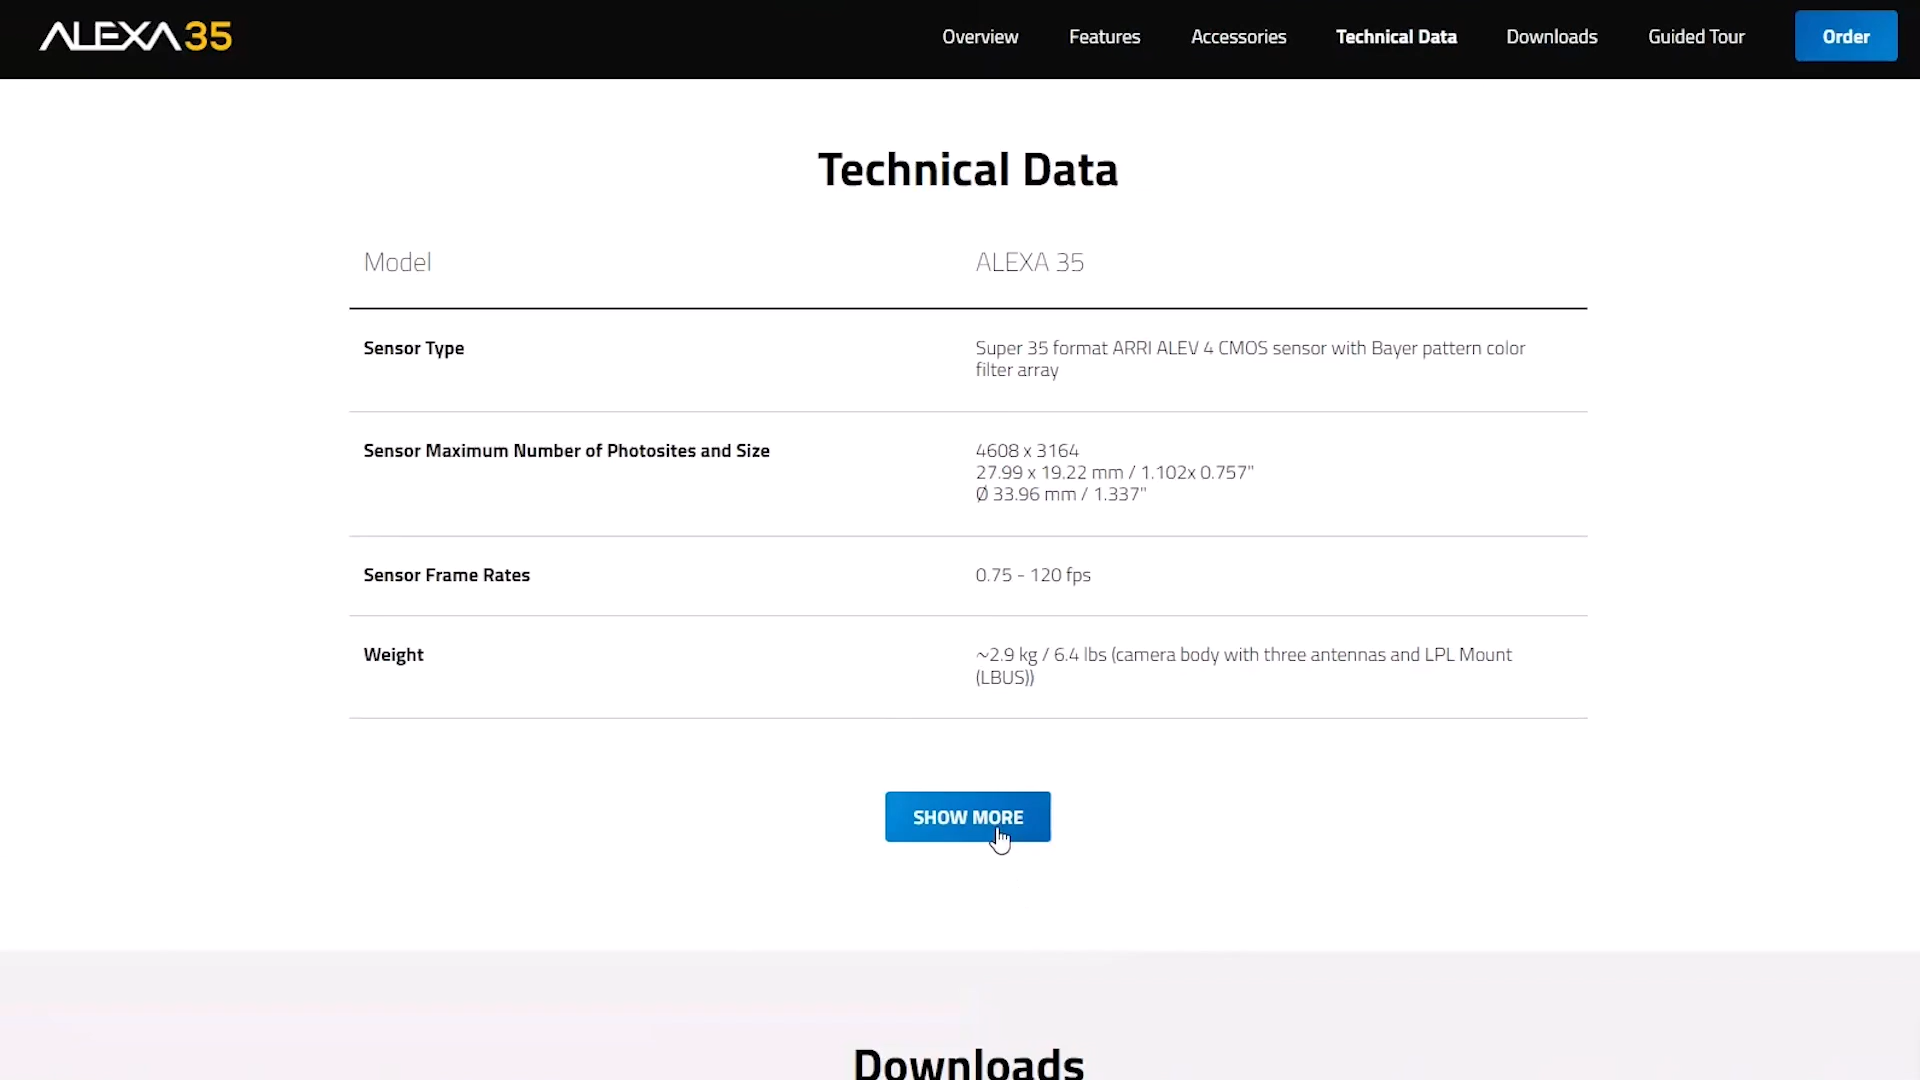 ALEXA 35
Overview
Features
Accessories
Technical Data
Downloads
Guided Tour
Order
Technical Data
Model
ALEXA 35
Sensor Type
Super 35 format ARRI ALEV 4 CMOS sensor with Bayer pattern color
filter array
Sensor Maximum Number of Photosites and Size
4608 x 3164
27.99 x 19.22 mm / 1.102x 0.757"
Ø 33.96 mm / 1.337"
Sensor Frame Rates
0.75 - 120 fps
Weight
~2.9 kg / 6.4 lbs (camera body with three antennas and LPL Mount
(LBUS))
SHOW MORE
Downloads